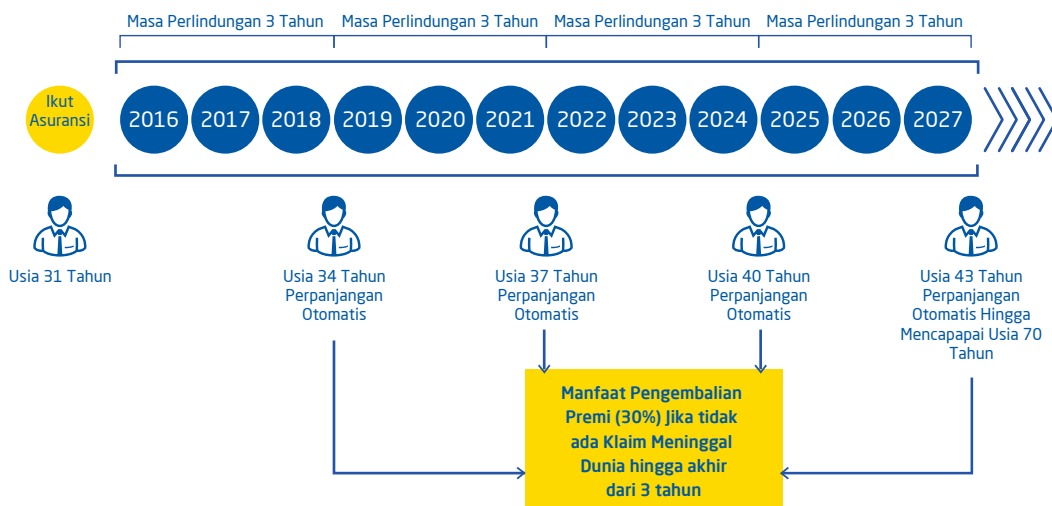 Masa Perlindungan 3 Tahun
Masa Perlindungan 3 Tahun
Masa Perlindungan 3 Tahun
Masa Perlindungan 3 Tahun
Ikut
Asuransi
2016
2017
2018
2019
2020
2021
2022
2023
2024
2025
2026
2027
Usia 31 Tahun
Usia 34 Tahun
Perpanjangan
Otomatis
Usia 37 Tahun
Perpanjangan
Otomatis
Usia 40 Tahun
Perpanjangan
Otomatis
Usia 43 Tahun
Perpanjangan
Otomatis Hingga
Mencapapai Usia 70
Tahun
Manfaat Pengembalian
Premi (30%) Jika tidak
ada Klaim Meninggal
Dunia hingga akhir
dari 3 tahun